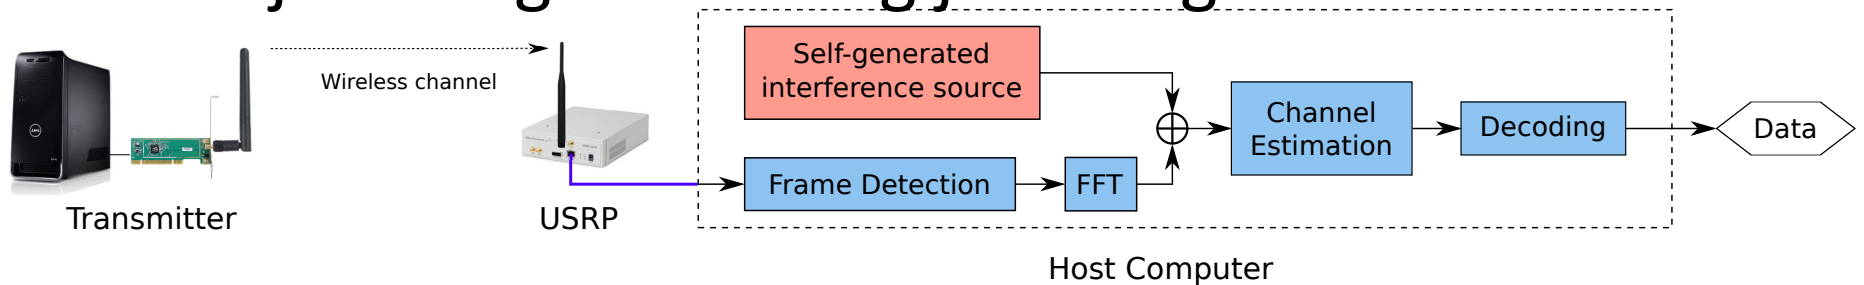 Self-generated
interference source
Wireless channel
Channel
Estimation
Decoding
Data
Frame Detection
FFT
Transmitter
USRP
Host Computer